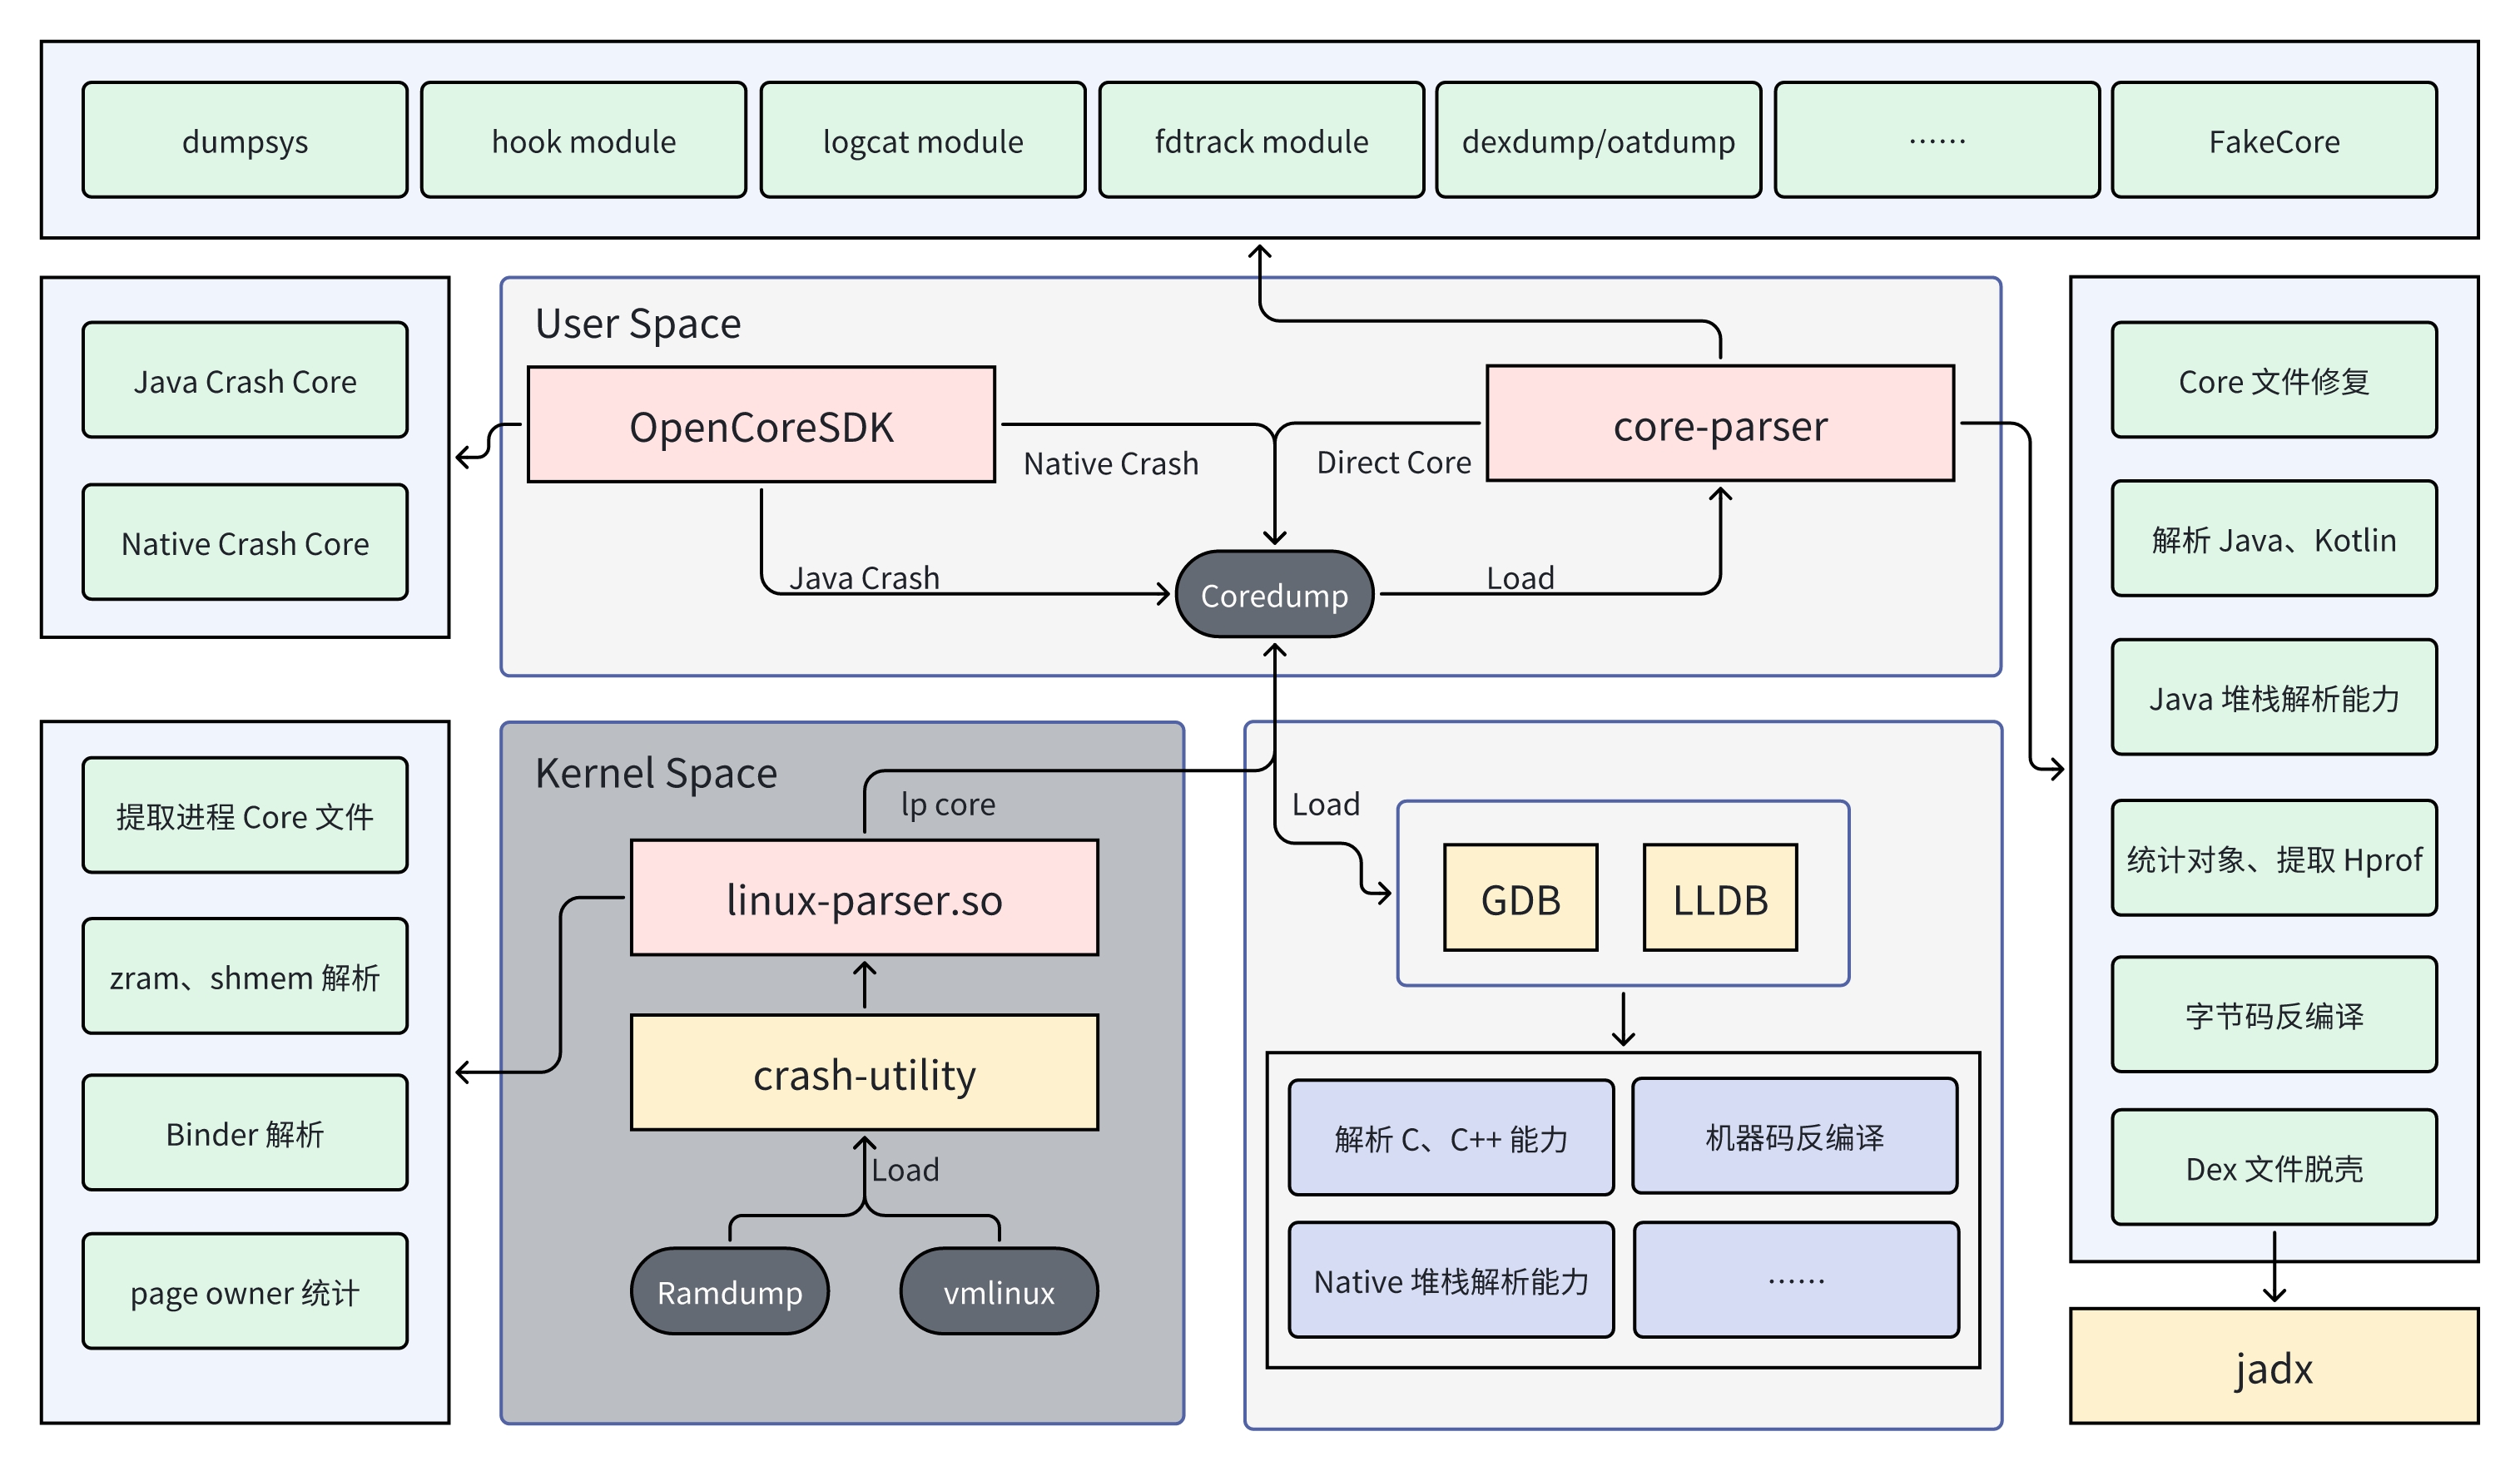 dumpsys
hook module
logcat module
fdtrack module
dexdump/oatdump
······
FakeCore
Java Crash Core
Native Crash Core
User Space
OpenCoreSDK
core-parser
Native Crash
Direct Core
Java Crash
Coredump
Load
Core 文件修复
解析 Java、Kotlin
Java 堆栈解析能力
统计对象、提取 Hprof
字节码反编译
Dex 文件脱壳
jadx
提取进程 Core 文件
zram、shmem 解析
Binder 解析
page owner 统计
Kernel Space
lp core
linux-parser.so
crash-utility
Load
Ramdump
vmlinux
Load
GDB
LLDB
解析 C、C++ 能力
机器码反编译
Native 堆栈解析能力
······